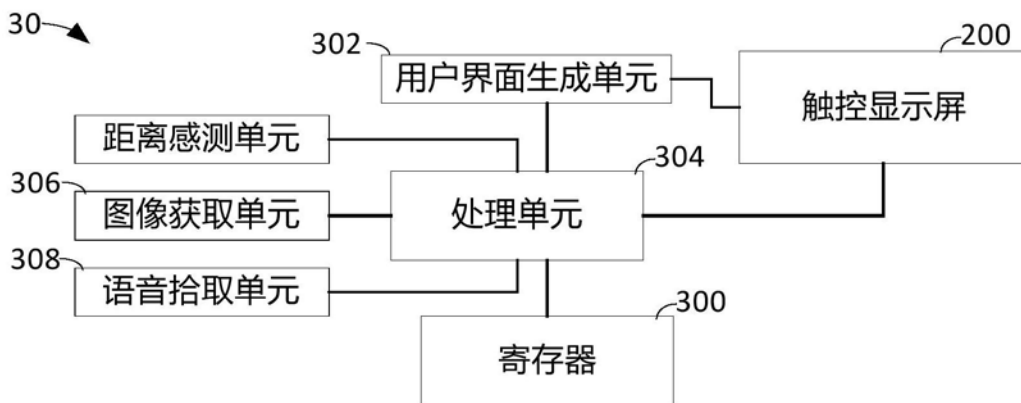 30
302
用户界面生成单元
200
触控显示屏
距离感测单元
304
处理单元
306
图像获取单元
308
语音拾取单元
300
寄存器